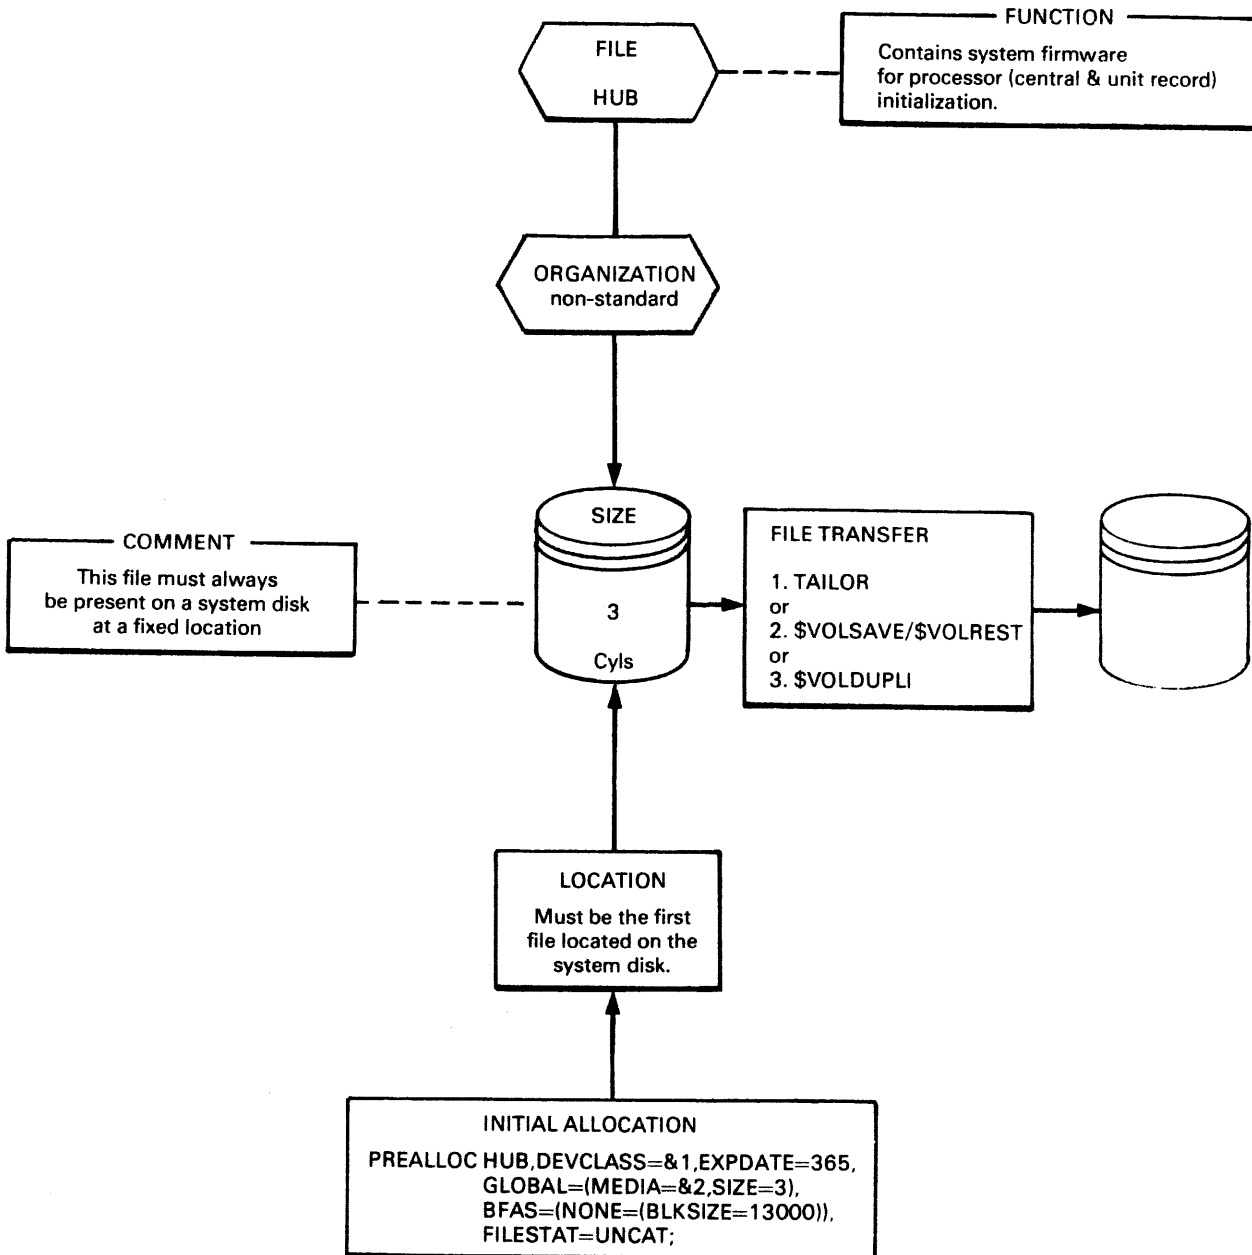 FILE
HUB
FUNCTION
Contains system firmware
for processor (central & unit record)
initialization.
ORGANIZATION
non-standard
COMMENT
This file must always
be present on a system disk
at a fixed location
SIZE
3
Cyls
FILE TRANSFER
1. TAILOR
or
2. $VOLSAVE/$VOLREST
or
3. $VOLDUPLI
LOCATION
Must be the first
file located on the
system disk.
INITIAL ALLOCATION
PREALLOC HUB,DEVCLASS=&1,EXPDATE=365,
GLOBAL=(MEDIA=&2,SIZE=3),
BFAS=(NONE=(BLKSIZE=13000)),
FILESTAT=UNCAT;